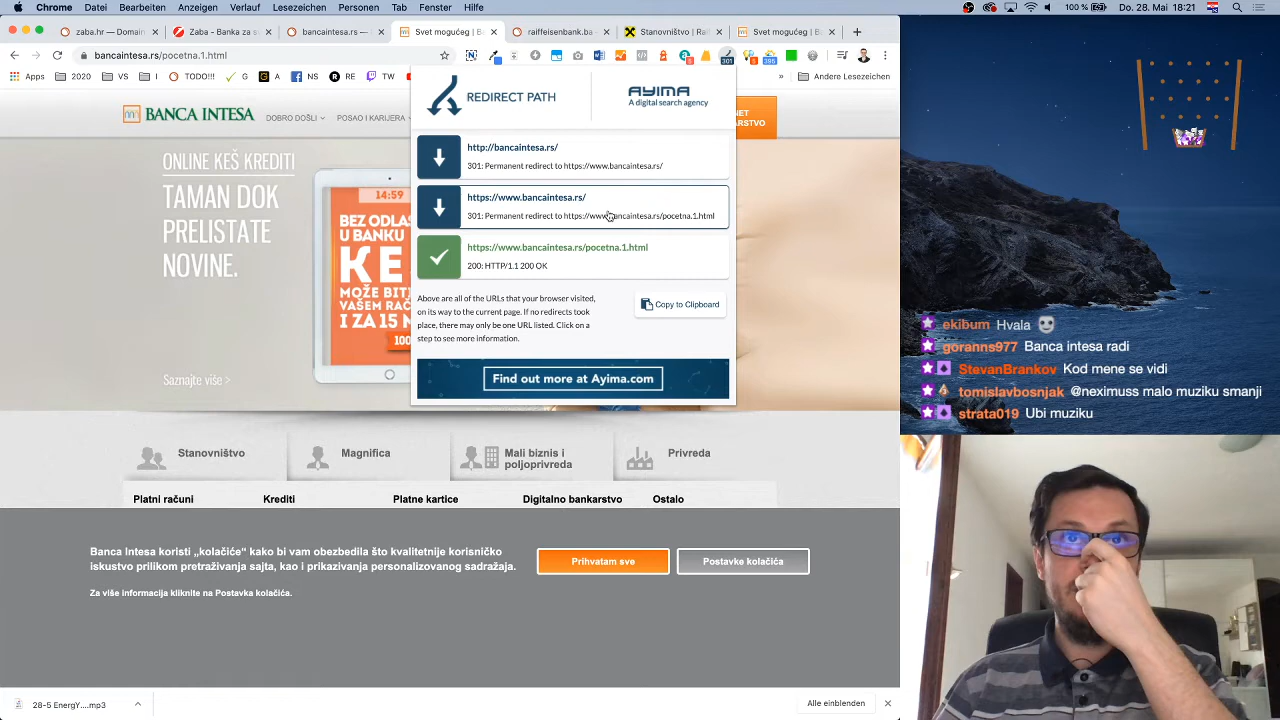 Chrome Datei Bearbeiten Anzeigen Verlauf Lesezeichen Personen Tab Fenster Hilfe
100 % Do. 28. Mai 18:21
zaba.hr — Domain
Zaba - Banka za s
bancaintesa.rs —
Svet mogućeg | B
raiffeisenbank.ba -
Stanovništvo | Raif
Svet mogućeg | Ba
bancaintesa.rs/pocetna.1.html
Apps 2020 VS TODO!!! G A NS RE TW
Andere Lesezeichen
BANCA INTESA
DOBRO DOŠLI
POSAO I KARIJERA
ONLINE KEŠ KREDITI
TAMAN DOK
PRELISTATE
NOVINE.
Saznajte više >
14:59
BEZ ODLAS
U BANKU
MOŽE BITI
VAŠEM RAČ
I ZA 15 M
REDIRECT PATH
AYIMA
A digital search agency
http://bancaintesa.rs/
301: Permanent redirect to https://www.bancaintesa.rs/
https://www.bancaintesa.rs/
301: Permanent redirect to https://www.bancaintesa.rs/pocetna.1.html
https://www.bancaintesa.rs/pocetna.1.html
200: HTTP/1.1 200 OK
Above are all of the URLs that your browser visited,
on its way to the current page. If no redirects took
place, there may only be one URL listed. Click on a
step to see more information.
Copy to Clipboard
Find out more at Ayima.com
Stanovništvo
Magnifica
Mali biznis i
poljoprivreda
Privreda
Platni računi
Krediti
Platne kartice
Digitalno bankarstvo
Ostalo
Banca Intesa koristi „kolačiće“ kako bi vam obezbedila što kvalitetnije korisničko
iskustvo prilikom pretraživanja sajta, kao i prikazivanja personalizovanog sadražaja.
Za više informacija kliknite na Postavka kolačića.
Prihvatam sve
Postavke kolačića
28-5 EnergY....mp3
Alle einblenden
ekibum Hvala
goranns977 Banca intesa radi
StevanBrankov Kod mene se vidi
tomislavbosnjak @neximuss malo muziku smanji
strata019 Ubi muziku